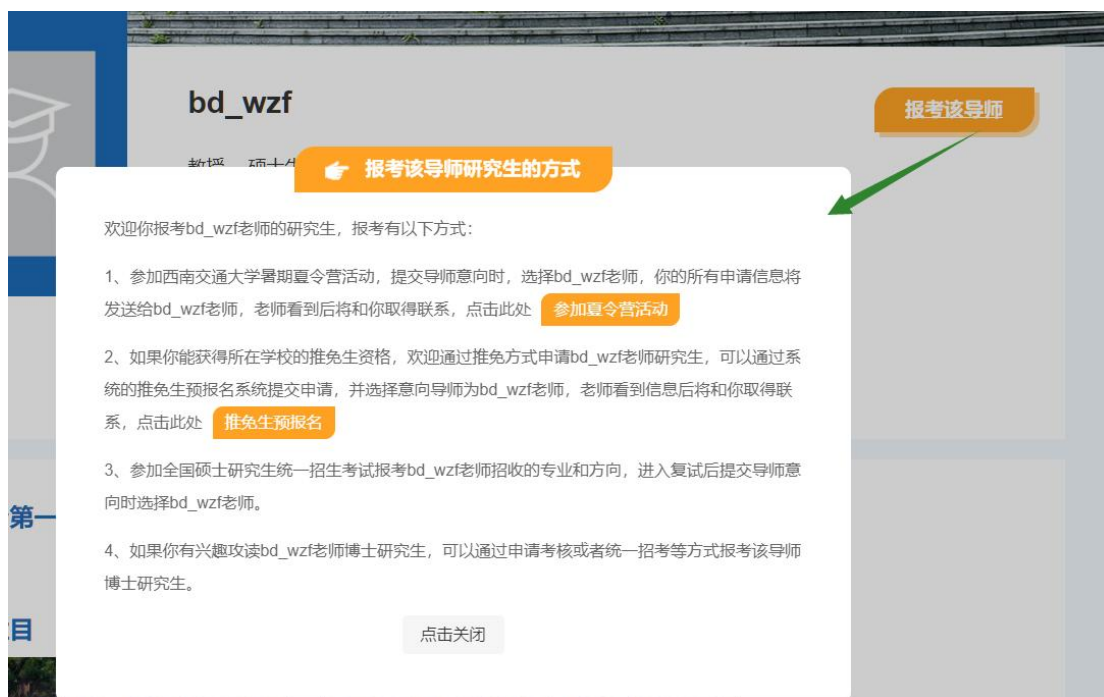 bd_wzf
报考该导师
教授 硕士生
报考该导师研究生的方式
欢迎你报考bd_wzf老师的研究生，报考有以下方式：
1、参加西南交通大学暑期夏令营活动，提交导师意向时，选择bd_wzf老师，你的所有申请信息将
发送给bd_wzf老师，老师看到后将和你取得联系，点击此处 参加夏令营活动
2、如果你能获得所在学校的推免生资格，欢迎通过推免方式申请bd_wzf老师研究生，可以通过系
统的推免生预报名系统提交申请，并选择意向导师为bd_wzf老师，老师看到信息后将和你取得联
系，点击此处 推免生预报名
3、参加全国硕士研究生统一招生考试报考bd_wzf老师招收的专业和方向，进入复试后提交导师意
向时选择bd_wzf老师。
第一
4、如果你有兴趣攻读bd_wzf老师博士研究生，可以通过申请考核或者统一招考等方式报考该导师
博士研究生。
目
点击关闭